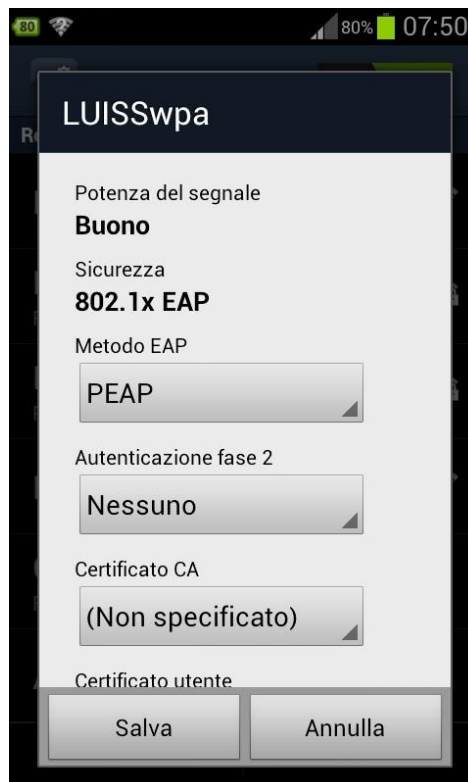 80 80% 07:50
LUISSwpa
Potenza del segnale
Buono
Sicurezza
802.1x EAP
Metodo EAP
PEAP
Autenticazione fase 2
Nessuno
Certificato CA
(Non specificato)
Certificato utente
Salva Annulla